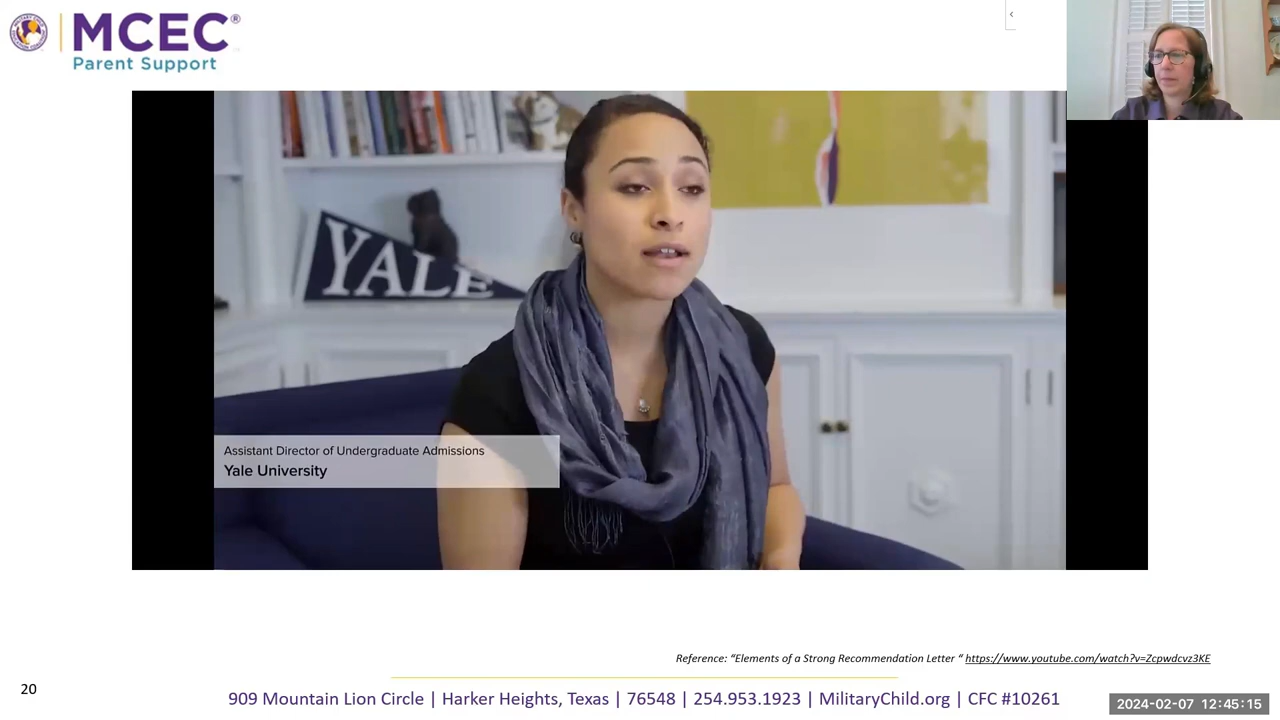 MCEC®
Parent Support
YALE
Assistant Director of Undergraduate Admissions
Yale University
Reference: “Elements of a Strong Recommendation Letter “ https://www.youtube.com/watch?v=Zcpwdcvz3KE
20
909 Mountain Lion Circle | Harker Heights, Texas | 76548 | 254.953.1923 | MilitaryChild.org | CFC #10261
2024-02-07 12:45:15